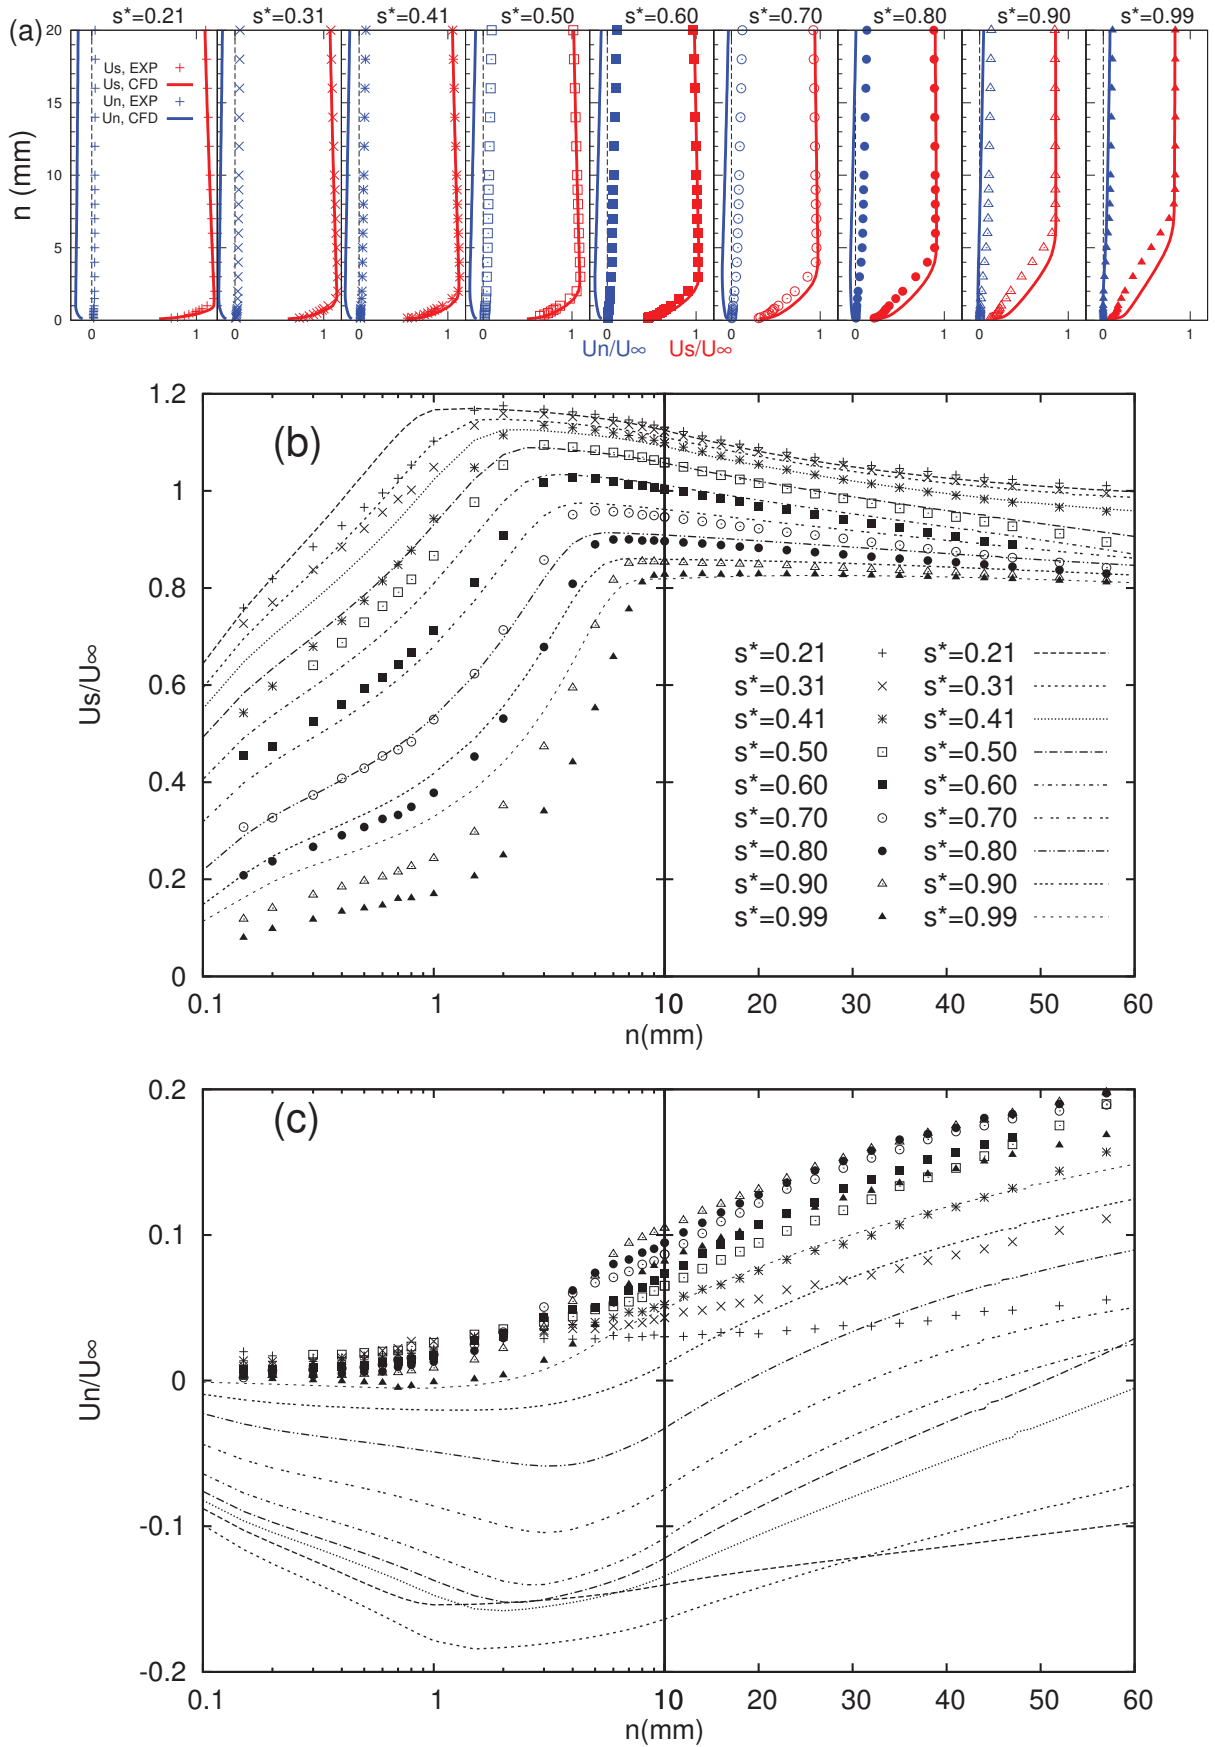 (a) s*=0.21 s*=0.31 s*=0.41 s*=0.50 s*=0.60 s*=0.70 s*=0.80 s*=0.90 s*=0.99
20
15
10
5
0
n (mm)
Us, EXP
Us, CFD
Un, EXP
Un, CFD
0 1 0 1 0 1 0 1 0 1 0 1 0 1 0 1 0 1
Un/U∞ Us/U∞
(b)
1.2
1
0.8
0.6
0.4
0.2
0
Us/U∞
s*=0.21 s*=0.21
s*=0.31 s*=0.31
s*=0.41 s*=0.41
s*=0.50 s*=0.50
s*=0.60 s*=0.60
s*=0.70 s*=0.70
s*=0.80 s*=0.80
s*=0.90 s*=0.90
s*=0.99 s*=0.99
0.1 1 10 10 20 30 40 50 60
n(mm)
(c)
0.2
0.1
0
-0.1
-0.2
Un/U∞
0.1 1 10 10 20 30 40 50 60
n(mm)